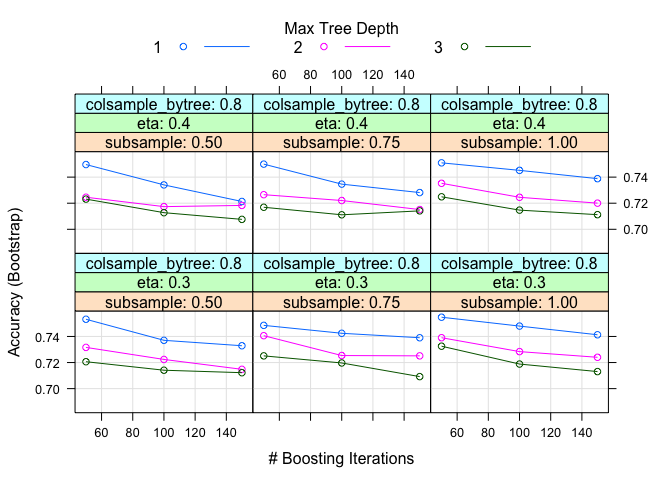 Max Tree Depth
1 2 3
60 80 100 140
colsample_bytree: 0.8 colsample_bytree: 0.8 colsample_bytree: 0.8
eta: 0.4 eta: 0.4 eta: 0.4
subsample: 0.50 subsample: 0.75 subsample: 1.00
0.74
0.72
0.70
colsample_bytree: 0.8 colsample_bytree: 0.8 colsample_bytree: 0.8
eta: 0.3 eta: 0.3 eta: 0.3
subsample: 0.50 subsample: 0.75 subsample: 1.00
0.74
0.72
0.70
60 80 100 140 60 80 100 140
Accuracy (Bootstrap)
# Boosting Iterations